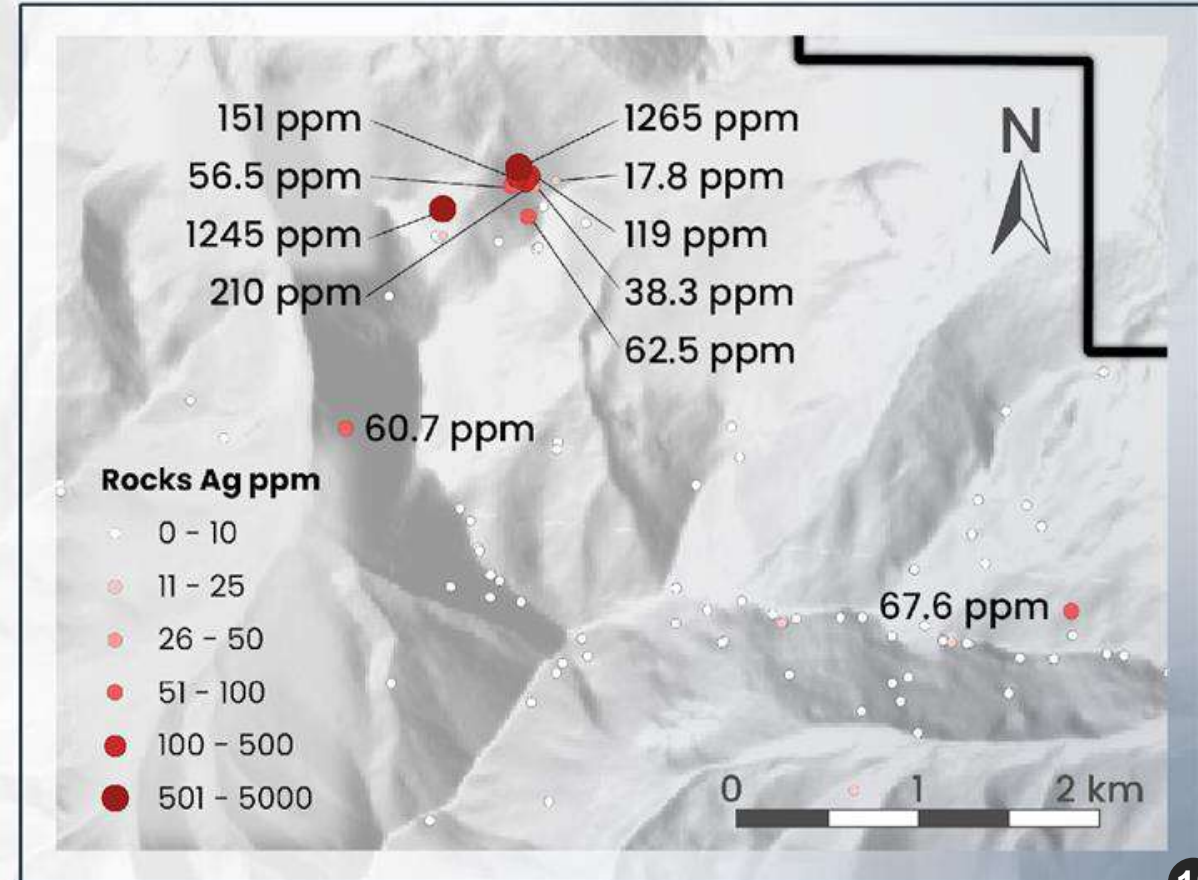 151 ppm
1265 ppm
56.5 ppm
17.8 ppm
1245 ppm
119 ppm
210 ppm
38.3 ppm
62.5 ppm
N
60.7 ppm
Rocks Ag ppm
0 - 10
11 - 25
26 - 50
51 - 100
100 - 500
501 - 5000
67.6 ppm
0 1 2 km